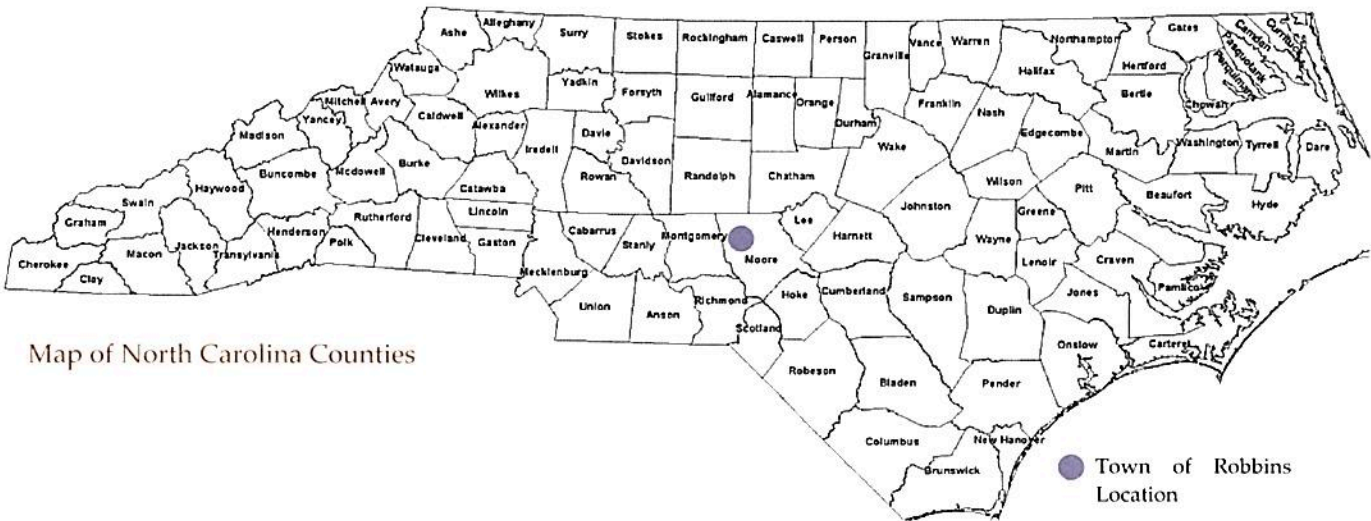 Ashe
Alleghany
Surry
Stokes
Rockingham
Caswell
Person
Granville
Vance
Warren
Northampton
Gates
Camden
Currituck
Pasquotank
Perquimans
Hertford
Halifax
Watauga
Wilkes
Yadkin
Forsyth
Guilford
Alamance
Orange
Durham
Franklin
Nash
Bertie
Chowan
Mitchell
Avery
Yancey
Caldwell
Alexander
Davie
Iredell
Madison
Burke
Mcdowell
Buncombe
Haywood
Catawba
Rowan
Davidson
Randolph
Chatham
Wake
Edgecombe
Martin
Washington
Tyrrell
Dare
Wilson
Pitt
Beaufort
Hyde
Swain
Graham
Rutherford
Lincoln
Henderson
Polk
Cleveland
Gaston
Cabarrus
Stanly
Montgomery
Moore
Lee
Harnett
Johnston
Greene
Wayne
Lenoir
Craven
Pamlico
Cherokee
Clay
Macon
Jackson
Transylvania
Mecklenburg
Union
Anson
Richmond
Scotland
Hoke
Cumberland
Sampson
Duplin
Jones
Onslow
Carteret
Robeson
Bladen
Pender
Columbus
New Hanover
Brunswick
Map of North Carolina Counties
Town of Robbins
Location